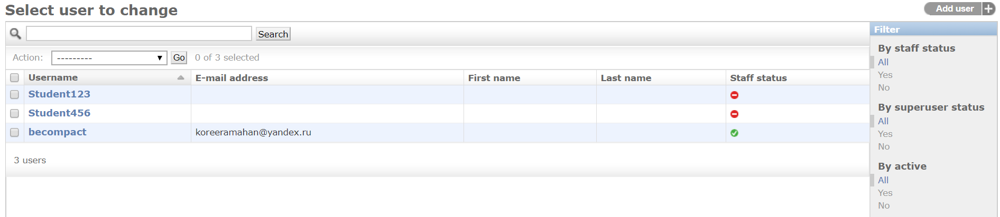 Select user to change
Add user
Search
Filter
Action: --------- Go 0 of 3 selected
Username E-mail address First name Last name Staff status
Student123
Student456
becompact koreeramahan@yandex.ru
3 users
By staff status
All
Yes
No
By superuser status
All
Yes
No
By active
All
Yes
No